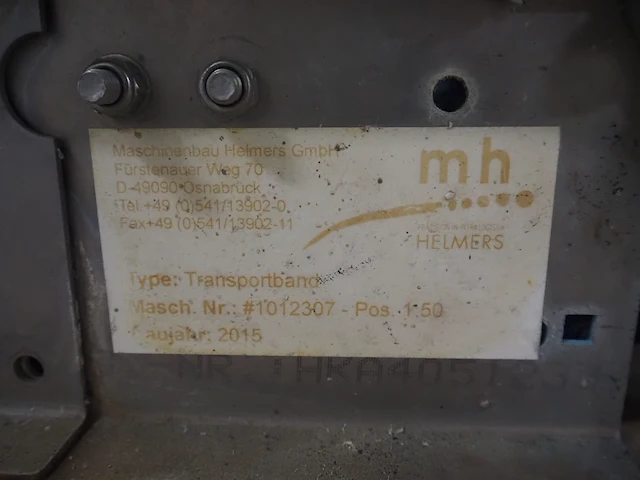 Maschinenbau Helmers GmbH
Fürstenauer Weg 70
D-49090 Osnabrück
Tel.+49 (0)541/13902-0
Fax+49 (0)541/13902-11
mh
HELMERS
Type: Transportband
Masch. Nr.: #1012307 - Pos. 1.50
Baujahr: 2015